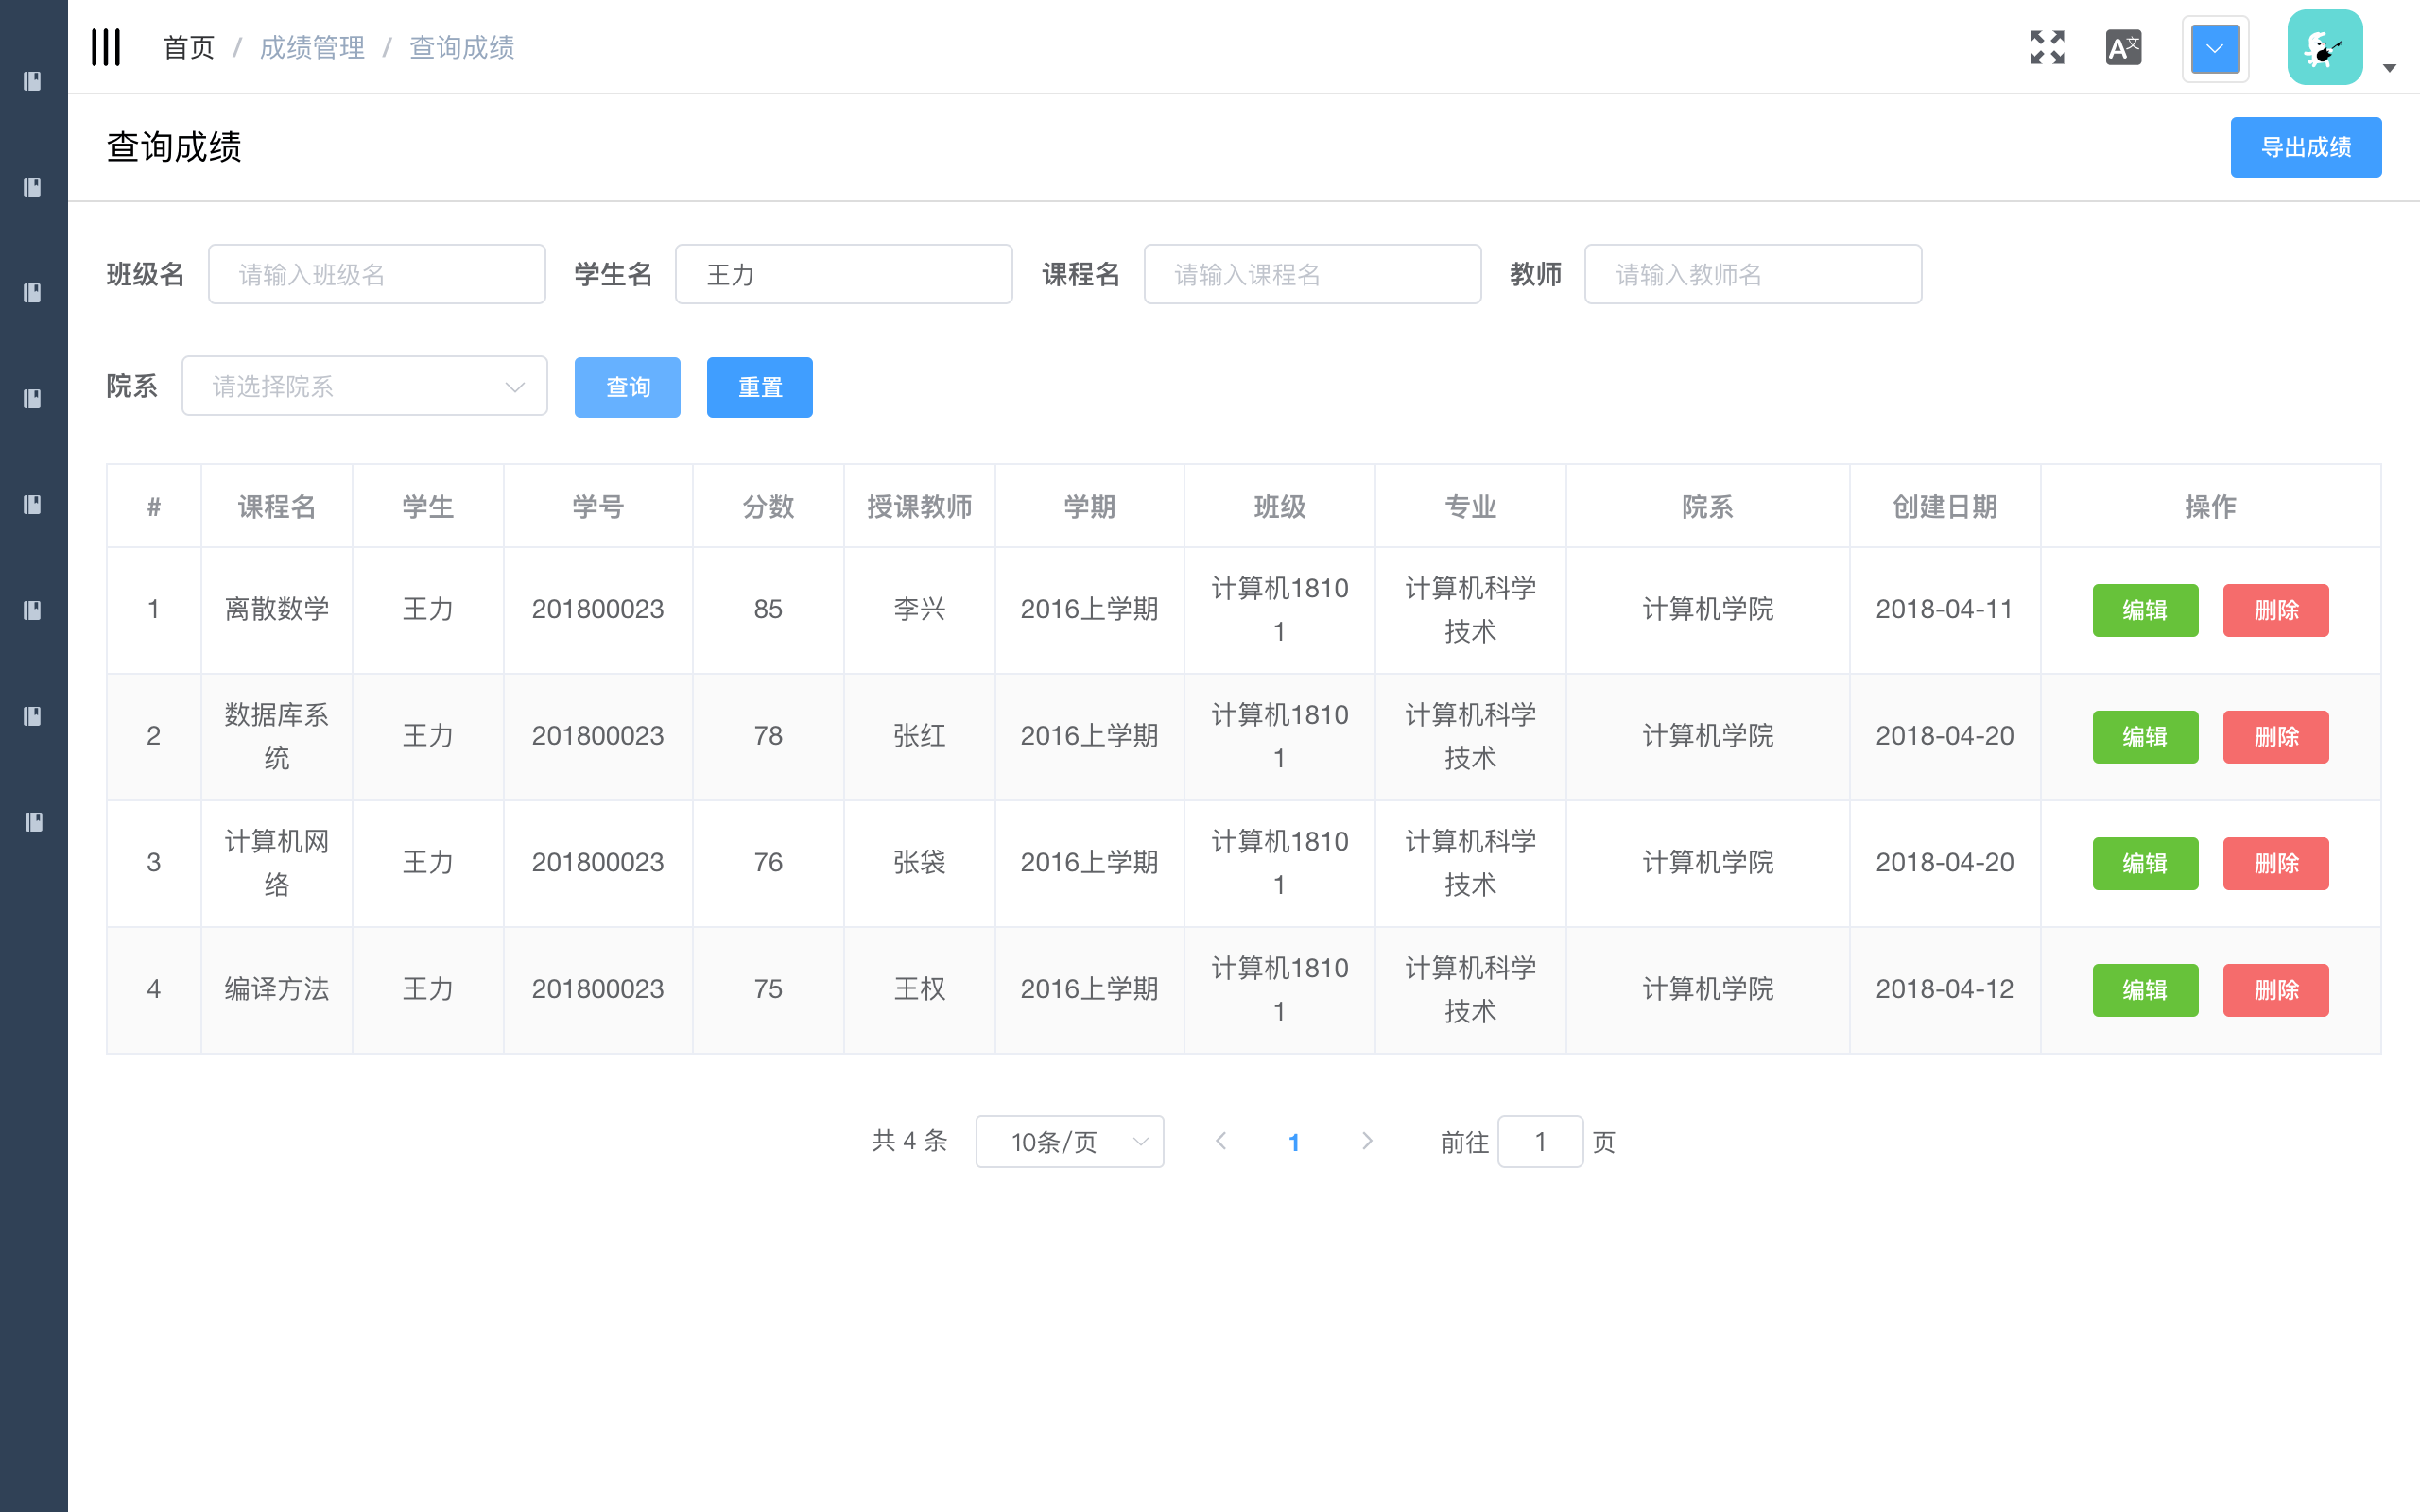 首页 / 成绩管理 / 查询成绩
A文
查询成绩
导出成绩
班级名 请输入班级名 学生名 王力 课程名 请输入课程名 教师 请输入教师名
院系 请选择院系 查询 重置
# 课程名 学生 学号 分数 授课教师 学期 班级 专业 院系 创建日期 操作
1 离散数学 王力 201800023 85 李兴 2016上学期 计算机1810 计算机科学 计算机学院 2018-04-11 编辑 删除
1 技术
2 数据库系 王力 201800023 78 张红 2016上学期 计算机1810 计算机科学 计算机学院 2018-04-20 编辑 删除
统 1 技术
3 计算机网 王力 201800023 76 张袋 2016上学期 计算机1810 计算机科学 计算机学院 2018-04-20 编辑 删除
络 1 技术
4 编译方法 王力 201800023 75 王权 2016上学期 计算机1810 计算机科学 计算机学院 2018-04-12 编辑 删除
1 技术
共 4 条 10条/页 1 前往 1 页